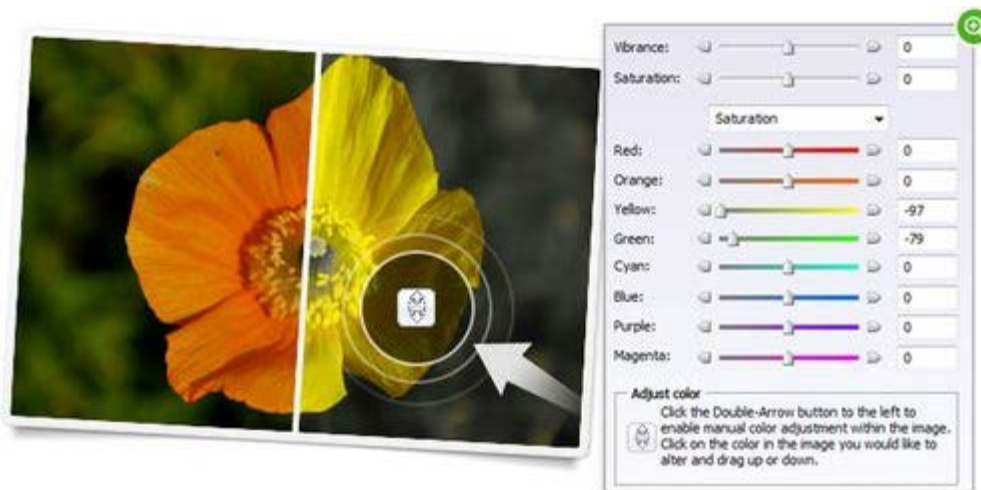 Vibrance: 0
Saturation: 0
Saturation
Red: 0
Orange: 0
Yellow: -97
Green: -79
Cyan: 0
Blue: 0
Purple: 0
Magenta: 0
Adjust color
Click the Double-Arrow button to the left to
enable manual color adjustment within the image.
Click on the color in the image you would like to
alter and drag up or down.